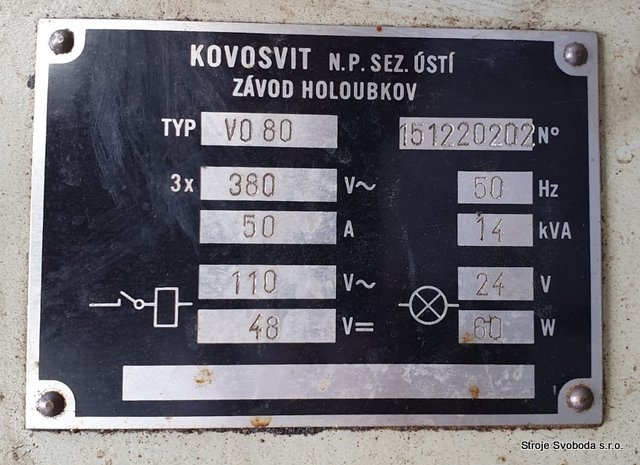 KOVOSVIT N.P. SEZ. ÚSTÍ
ZÁVOD HOLOUBKOV
TYP VO 80 151220202 Nº
3x 380 V~ 50 Hz
50 A 14 kVA
110 V~ 24 V
48 V= 60 W
Stroje Svoboda s.r.o.